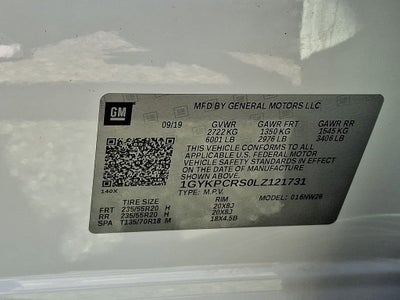 GM
MFD BY GENERAL MOTORS LLC
09/19 GVWR GAWR FRT GAWR RR
2722 KG 1350 KG 1545 KG
6001 LB 2976 LB 3406 LB
THIS VEHICLE CONFORMS TO ALL
APPLICABLE U.S. FEDERAL MOTOR
VEHICLE SAFETY STANDARDS IN EFFECT
ON THE DATE OF MANUFACTURE
SHOWN ABOVE.
1GYKPCRS0LZ121731
140X TYPE: M.P.V. MODEL: 016NW26
TIRE SIZE RIM
FRT 235/55R20 H 20X8J
RR 235/55R20 H 20X8J
SPA T135/70R18 M 18X4.5B